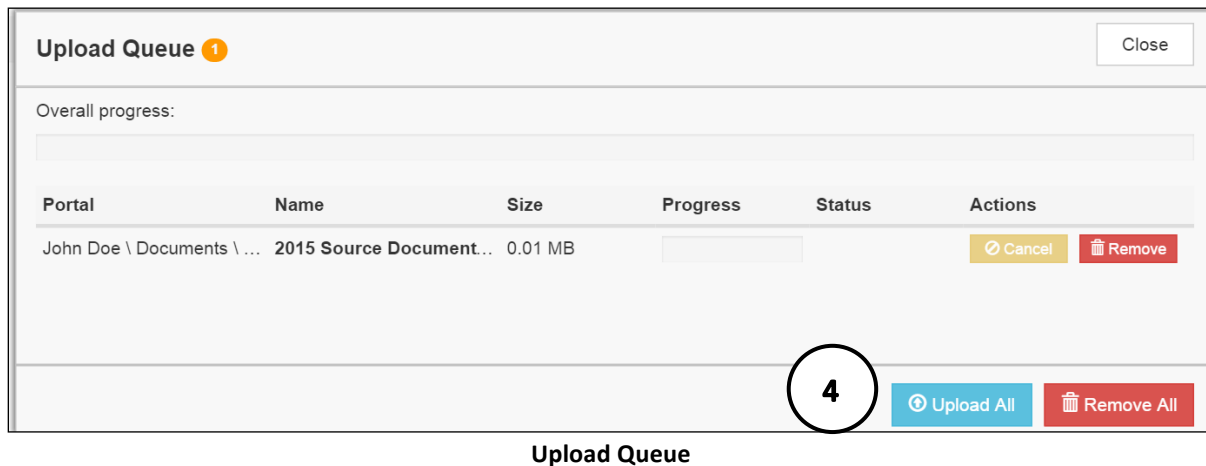 Upload Queue 1
Close
Overall progress:
Portal Name Size Progress Status Actions
John Doe \ Documents \ ... 2015 Source Document... 0.01 MB Cancel Remove
4 Upload All Remove All
Upload Queue